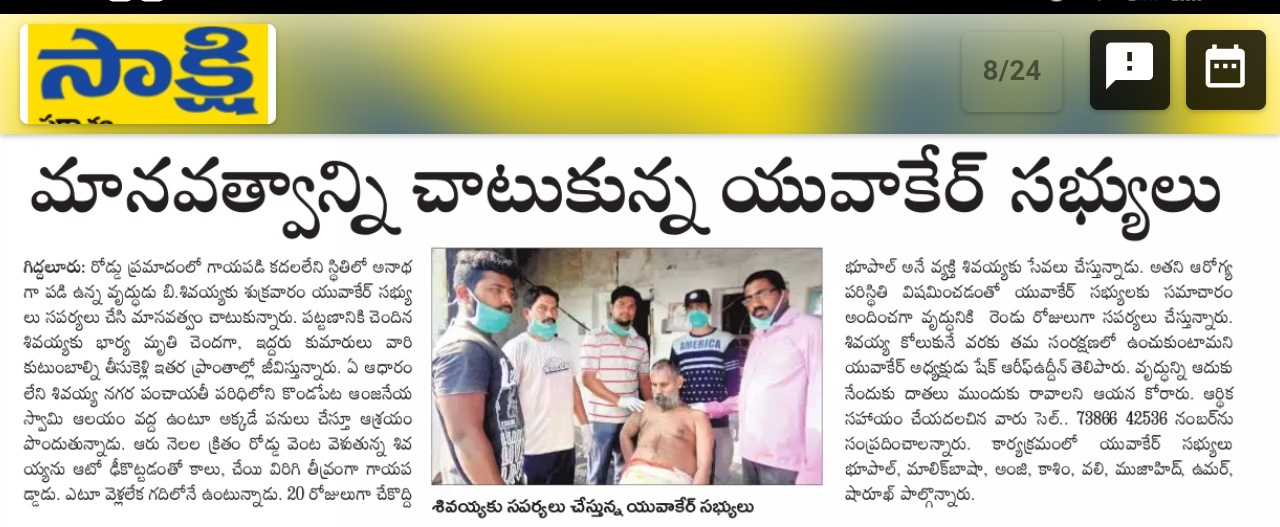 సాక్షి
8/24
మానవత్వాన్ని చాటుకున్న యువాకేర్ సభ్యులు
గిద్దలూరు: రోడ్డు ప్రమాదంలో గాయపడి కదలలేని స్థితిలో అనాథ
గా పడి ఉన్న వృద్ధుడు బి.శివయ్యకు శుక్రవారం యువాకేర్ సభ్యు
లు సపర్యలు చేసి మానవత్వం చాటుకున్నారు. పట్టణానికి చెందిన
శివయ్యకు భార్య మృతి చెందగా, ఇద్దరు కుమారులు వారి
కుటుంబాల్ని తీసుకెళ్లి ఇతర ప్రాంతాల్లో జీవిస్తున్నారు. ఏ ఆధారం
లేని శివయ్య నగర పంచాయతీ పరిధిలోని కొండపేట ఆంజనేయ
స్వామి ఆలయం వద్ద ఉంటూ అక్కడే పనులు చేస్తూ ఆశ్రయం
పొందుతున్నాడు. ఆరు నెలల క్రితం రోడ్డు వెంట వెళుతున్న శివ
య్యను ఆటో ఢీకొట్టడంతో కాలు, చేయి విరిగి తీవ్రంగా గాయప
డ్డాడు. ఎటూ వెళ్లలేక గదిలోనే ఉంటున్నాడు. 20 రోజులుగా చేకొద్ది
AMERICA
శివయ్యకు సపర్యలు చేస్తున్న యువాకేర్ సభ్యులు
భూపాల్ అనే వ్యక్తి శివయ్యకు సేవలు చేస్తున్నాడు. అతని ఆరోగ్య
పరిస్థితి విషమించడంతో యువాకేర్ సభ్యులకు సమాచారం
అందించగా వృద్ధునికి రెండు రోజులుగా సపర్యలు చేస్తున్నారు.
శివయ్య కోలుకునే వరకు తమ సంరక్షణలో ఉంచుకుంటామని
యువాకేర్ అధ్యక్షుడు షేక్ ఆరీఫ్ఉద్దీన్ తెలిపారు. వృద్ధున్ని ఆదుకు
నేందుకు దాతలు ముందుకు రావాలని ఆయన కోరారు. ఆర్థిక
సహాయం చేయదలచిన వారు సెల్.. 73866 42536 నంబర్‌ను
సంప్రదించాలన్నారు. కార్యక్రమంలో యువాకేర్ సభ్యులు
భూపాల్, మాలిక్‌బాషా, అంజి, కాశిం, వలి, ముజాహిద్, ఉమర్,
షారూఖ్ పాల్గొన్నారు.